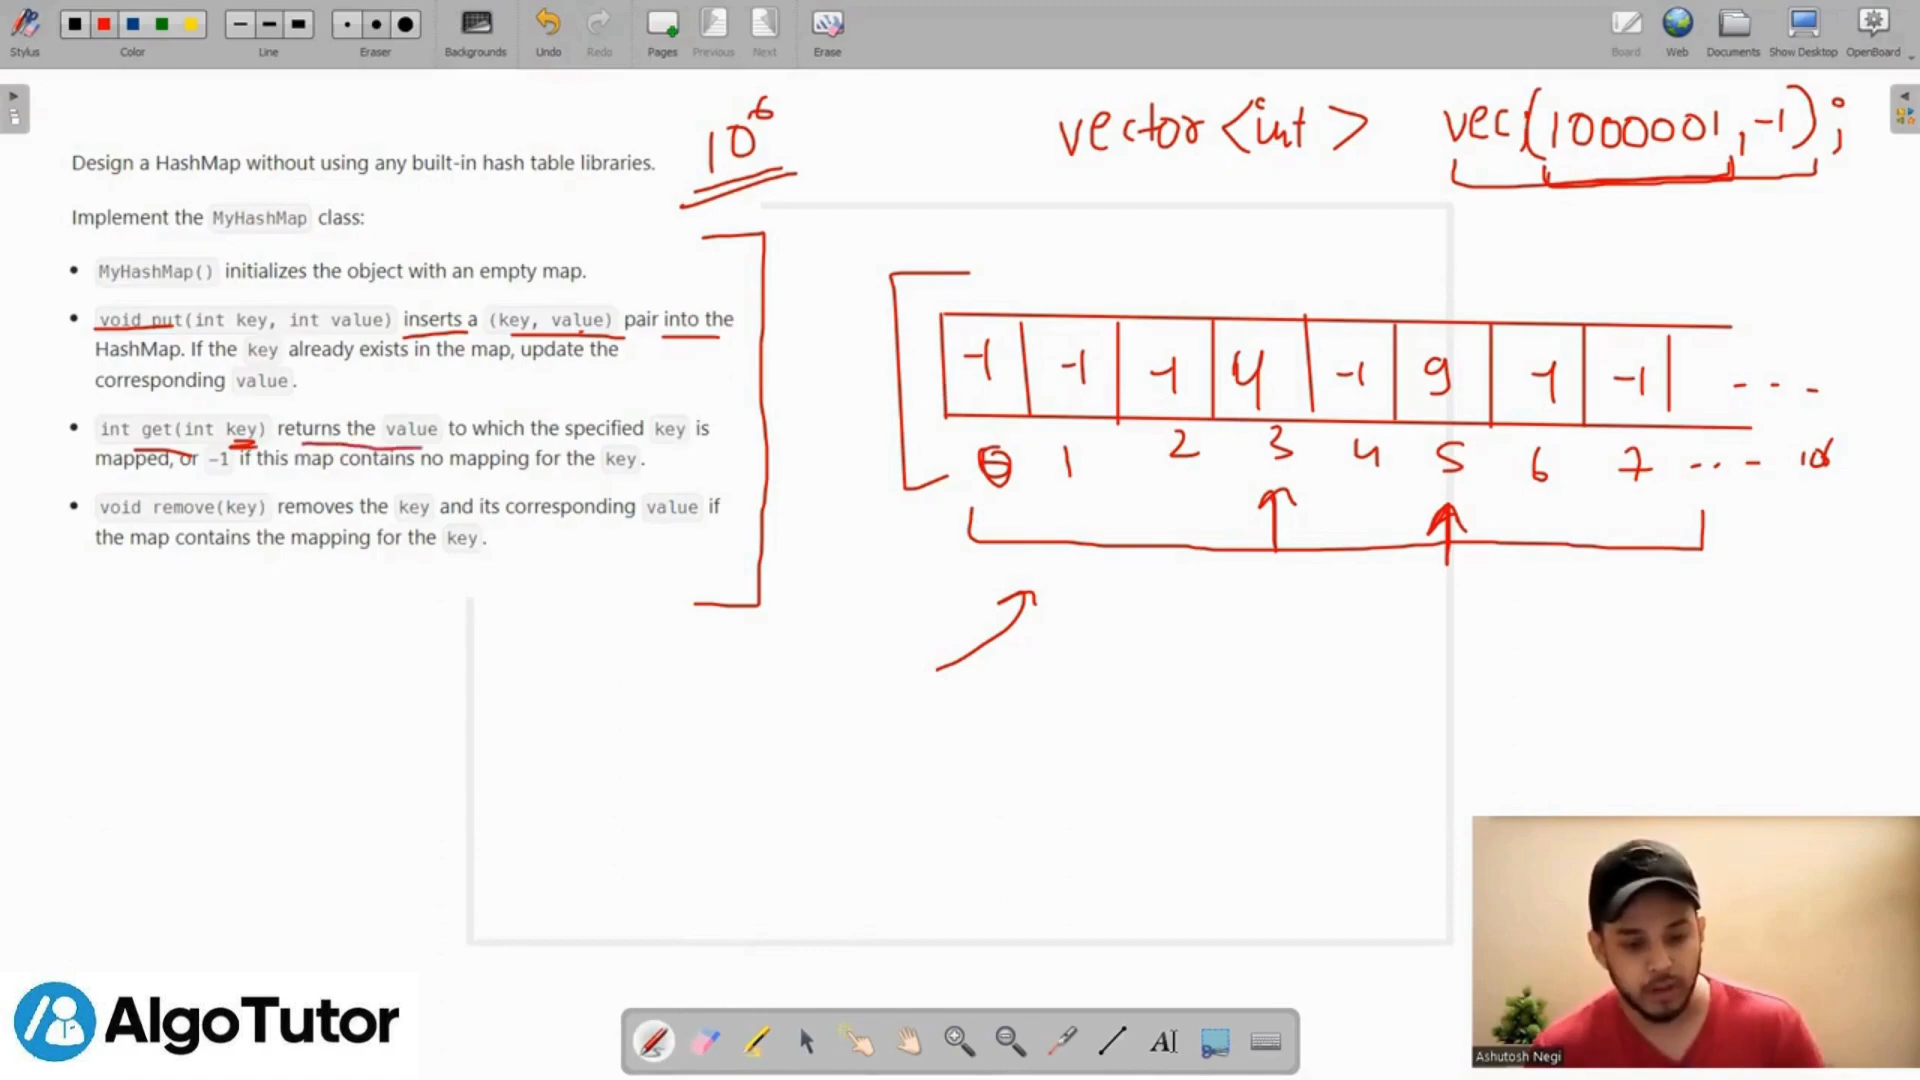 Stylus Color Line Eraser Backgrounds Undo Redo Pages Previous Next Erase Board Web Documents Show Desktop OpenBoard
10^6
vector <int> vec(1000001, -1);
Design a HashMap without using any built-in hash table libraries.
Implement the MyHashMap class:
• MyHashMap() initializes the object with an empty map.
• void put(int key, int value) inserts a (key, value) pair into the
HashMap. If the key already exists in the map, update the
corresponding value.
• int get(int key) returns the value to which the specified key is
mapped, or -1 if this map contains no mapping for the key.
• void remove(key) removes the key and its corresponding value if
the map contains the mapping for the key.
-1 -1 -1 4 -1 9 -1 -1 - - -
0 1 2 3 4 5 6 7 - - - 10^6
AlgoTutor
AI
Ashutosh Negi